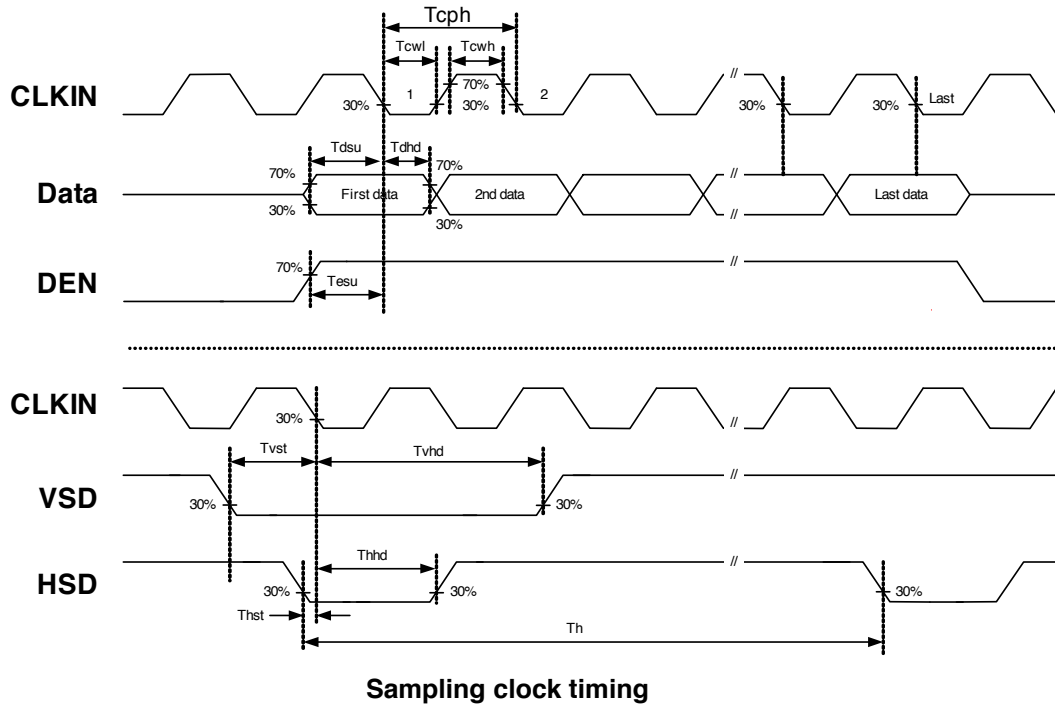 Tcph
Tcwl Tcwh
CLKIN
30% 1 70% 30% 2 // 30% 30% Last
Tdsu Tdhd
Data
70% 30% First data 70% 30% 2nd data // // Last data
DEN
70% Tesu //
CLKIN
30% //
Tvst Tvhd
VSD
30% 30% //
HSD
Thhd
30% 30% // 30%
Thst
Th
Sampling clock timing